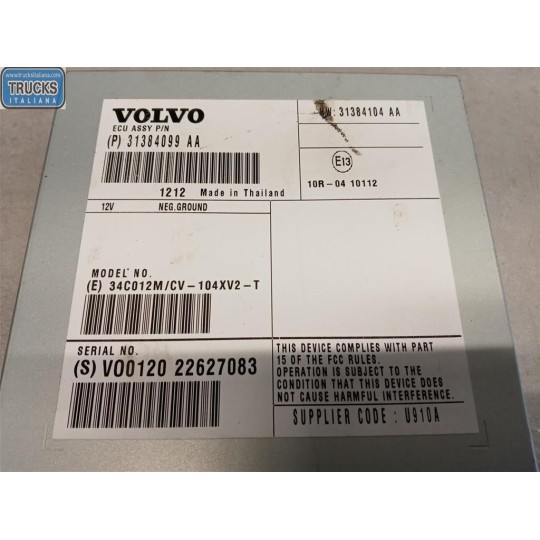 www.trucksitaliana.com
TRUCKS
ITALIANA
VOLVO
ECU ASSY P/N
(P) 31384099 AA
1212 Made in Thailand
: 31384104 AA
E13
10R-04 10112
12V NEG.GROUND
MODEL NO.
(E) 34C012M/CV-104XV2-T
SERIAL NO.
(S) VO0120 22627083
THIS DEVICE COMPLIES WITH PART
15 OF THE FCC RULES.
OPERATION IS SUBJECT TO THE
CONDITION THAT THIS DEVICE DOES
NOT CAUSE HARMFUL INTERFERENCE.
SUPPLIER CODE : U910A